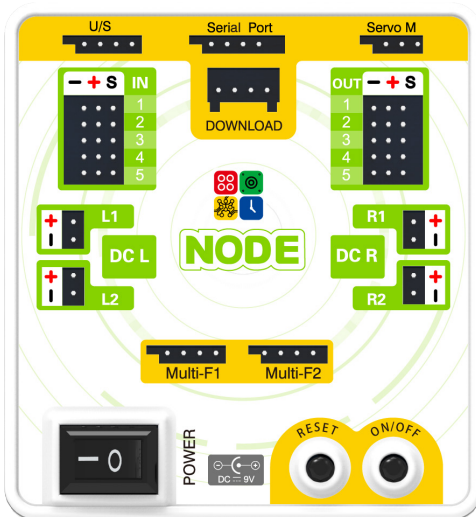 U/S
Serial Port
Servo M
− + S IN
1
2
3
4
5
DOWNLOAD
OUT − + S
1
2
3
4
5
NODE
+ L1
−
DC L
+ L2
−
R1 +
−
DC R
R2 +
−
Multi-F1
Multi-F2
POWER
DC 9V
RESET
ON/OFF